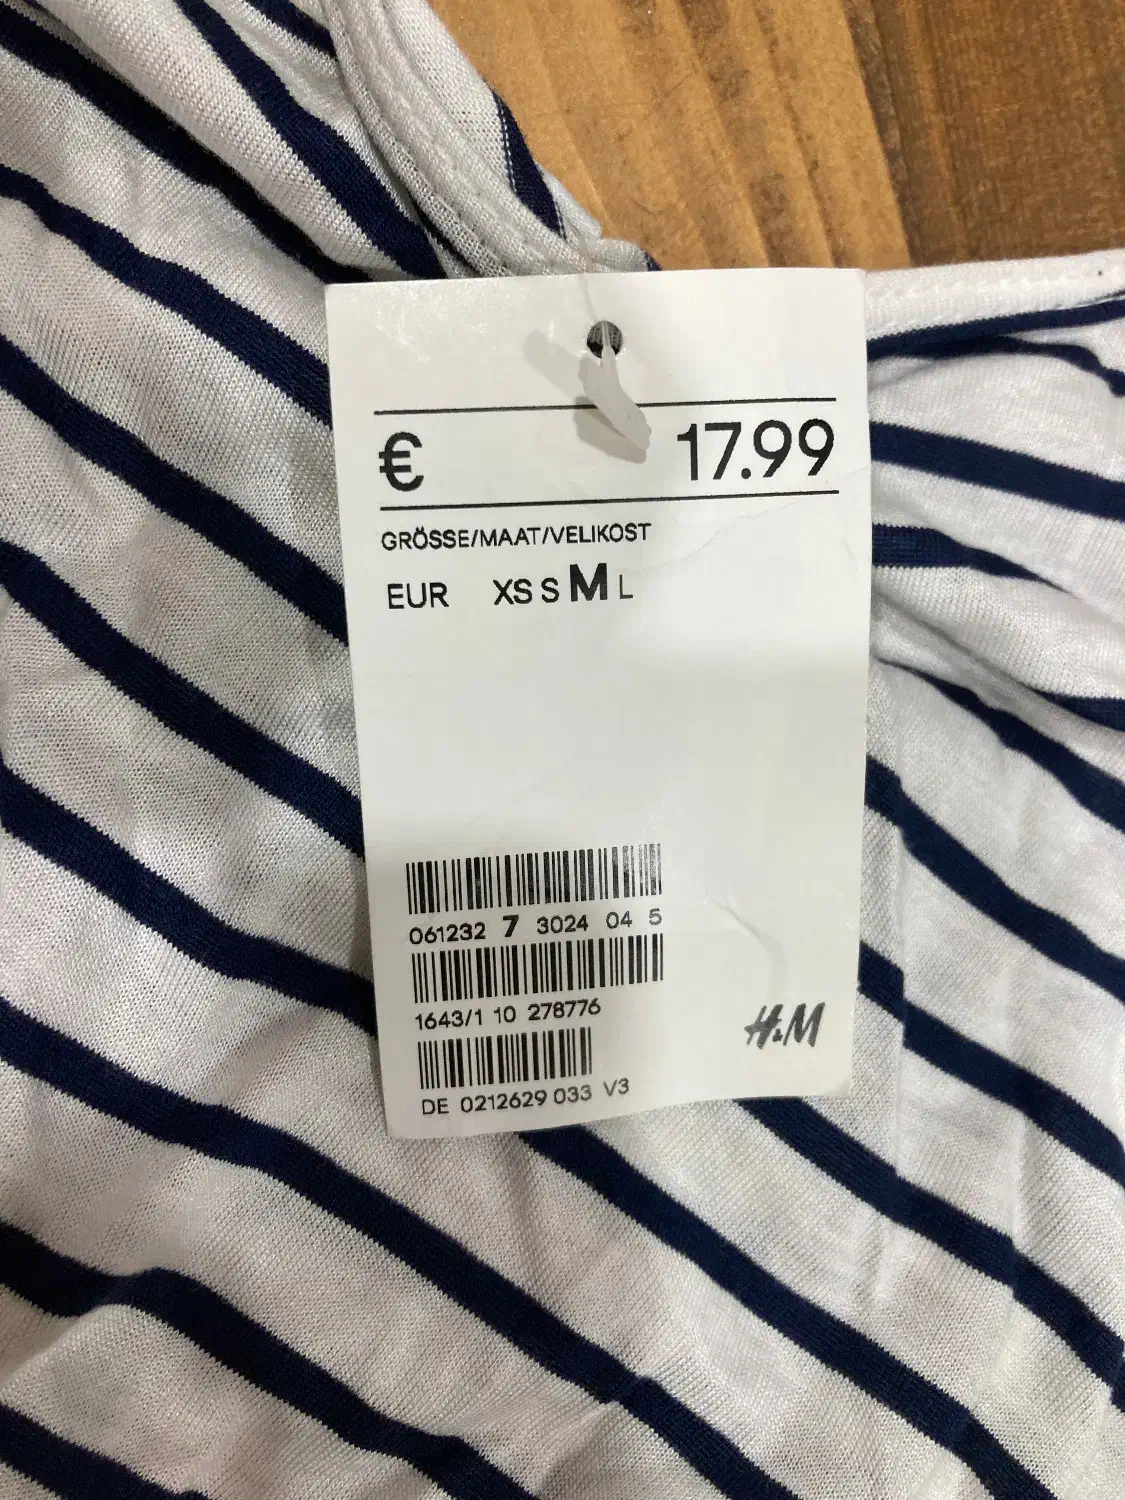 € 17.99
GRÖSSE/MAAT/VELIKOST
EUR XS S M L
061232 7 3024 04 5
1643/1 10 278776
H&M
DE 0212629 033 V3